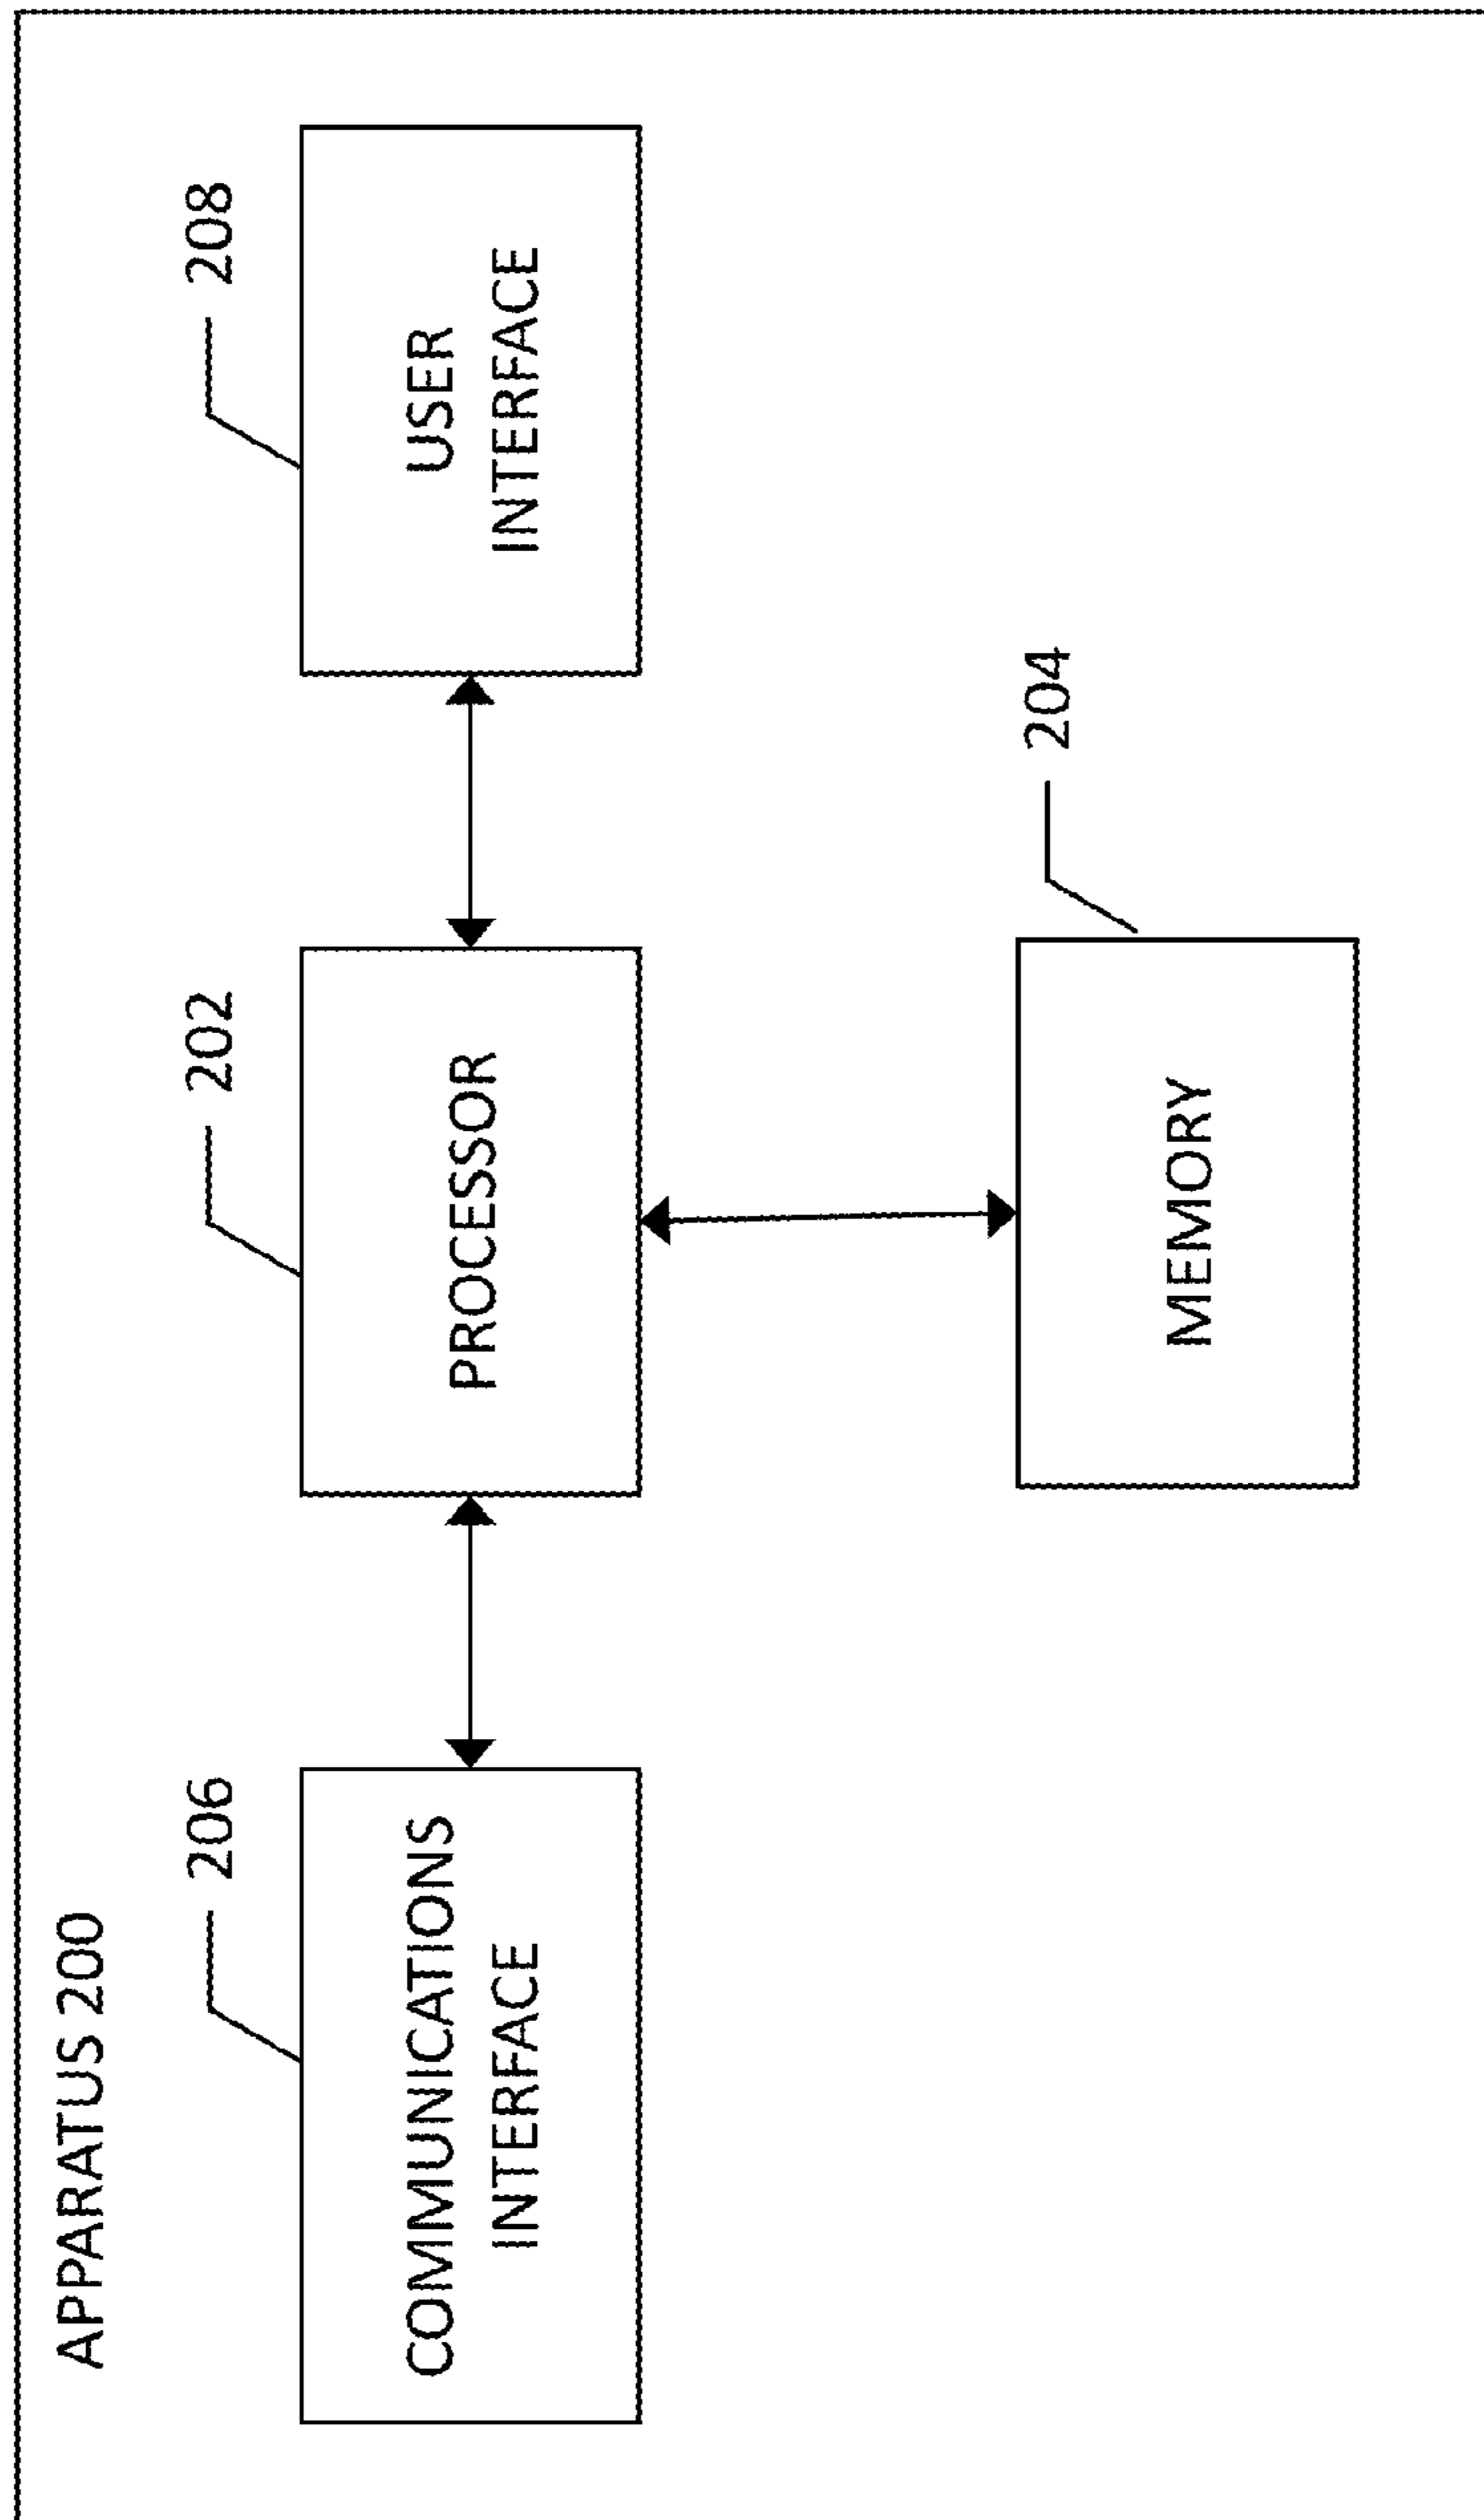 APPARATUS 200
206
202
208
COMMUNICATIONS
INTERFACE
PROCESSOR
USER
INTERFACE
204
MEMORY